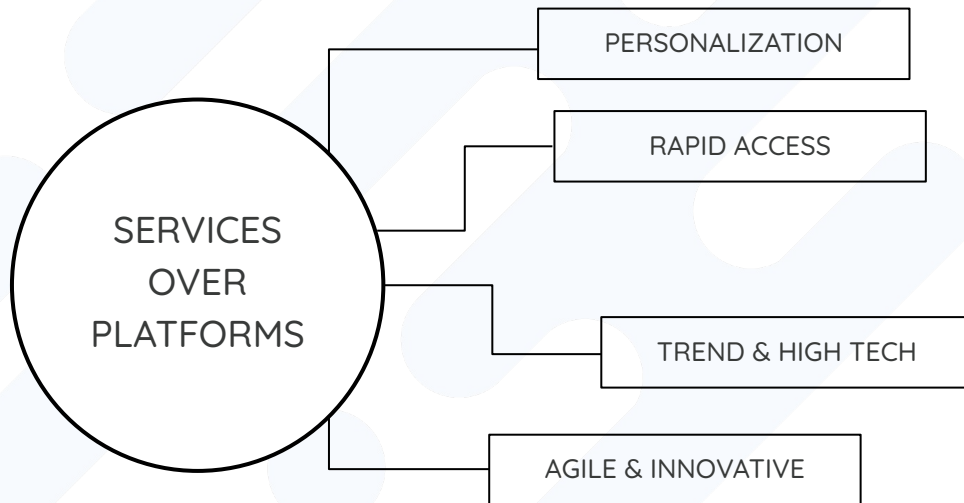 PERSONALIZATION
RAPID ACCESS
SERVICES
OVER
PLATFORMS
TREND & HIGH TECH
AGILE & INNOVATIVE